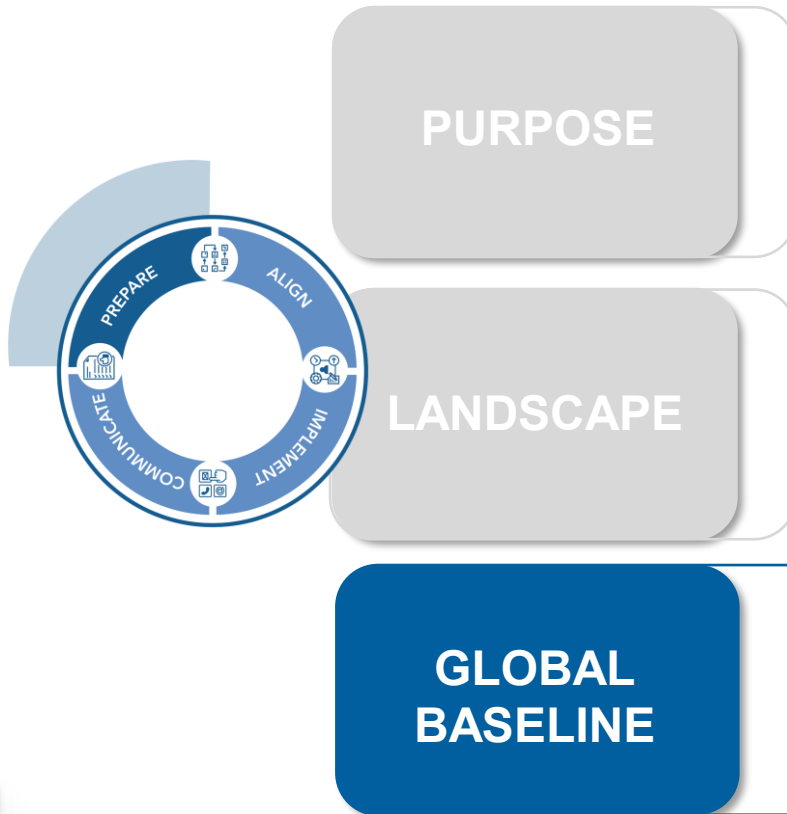 PURPOSE
PREPARE
ALIGN
LANDSCAPE
COMMUNICATE
IMPLEMENT
GLOBAL
BASELINE